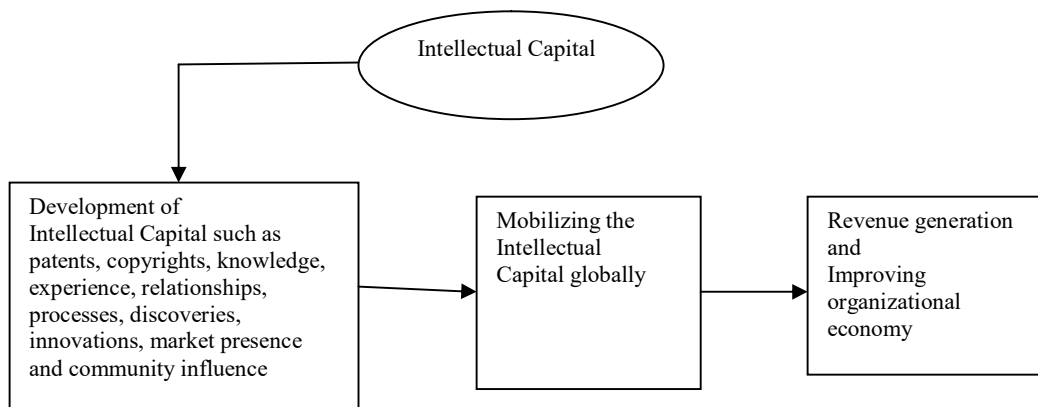 Intellectual Capital
Development of
Intellectual Capital such as
patents, copyrights, knowledge,
experience, relationships,
processes, discoveries,
innovations, market presence
and community influence
Mobilizing the
Intellectual
Capital globally
Revenue generation
and
Improving
organizational
economy